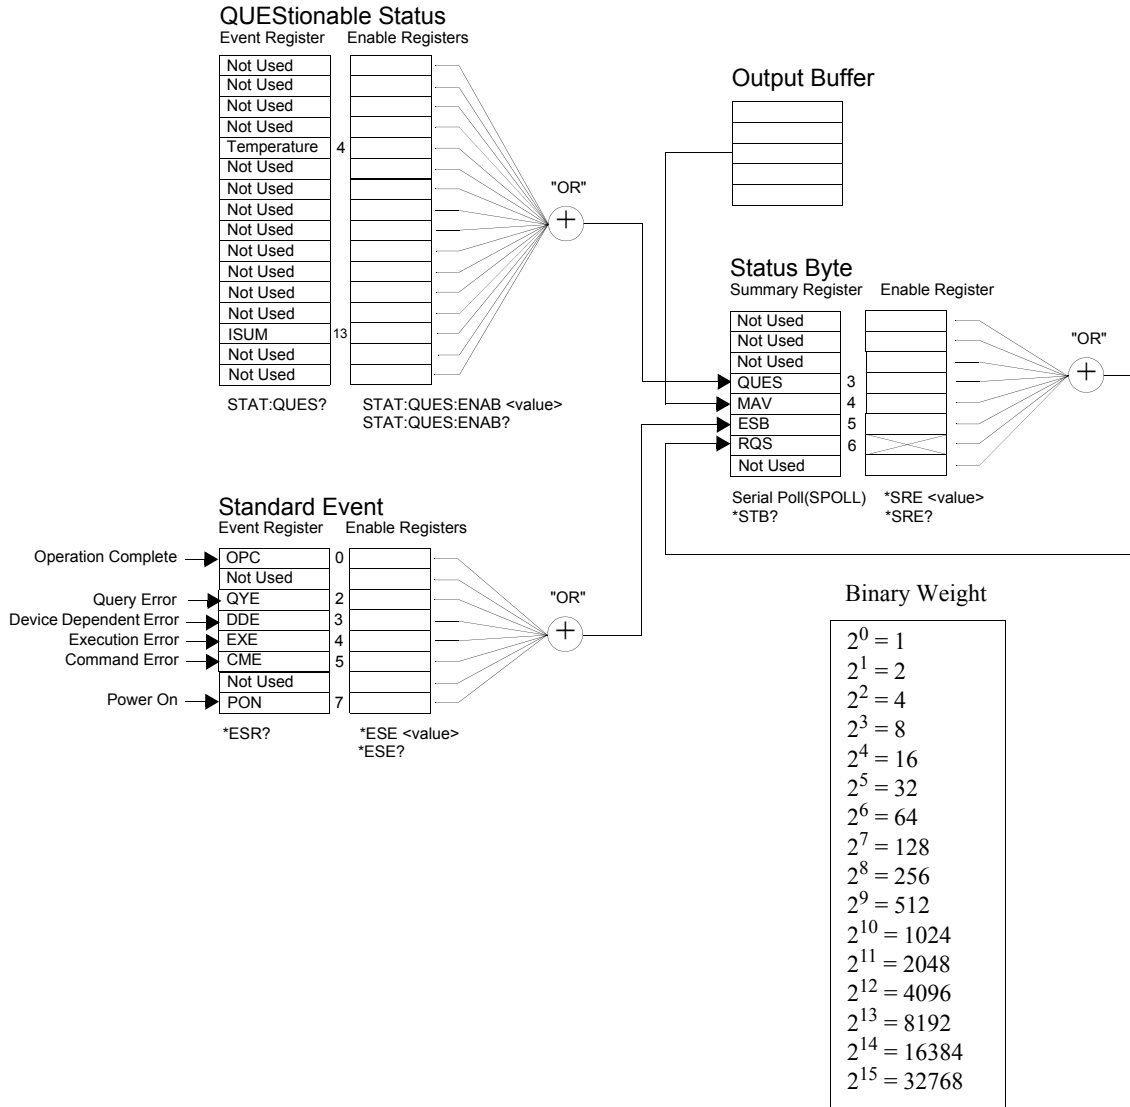 QUEStionable Status
Event Register Enable Registers
Not Used
Not Used
Not Used
Not Used
Temperature 4
Not Used
Not Used
Not Used
Not Used
Not Used
Not Used
Not Used
Not Used
ISUM 13
Not Used
Not Used
STAT:QUES? STAT:QUES:ENAB <value>
STAT:QUES:ENAB?
"OR"
+
Output Buffer
Status Byte
Summary Register Enable Register
Not Used
Not Used
Not Used
QUES 3
MAV 4
ESB 5
RQS 6
Not Used
Serial Poll(SPOLL) *SRE <value>
*STB? *SRE?
"OR"
+
Standard Event
Event Register Enable Registers
Operation Complete OPC 0
Not Used
Query Error QYE 2
Device Dependent Error DDE 3
Execution Error EXE 4
Command Error CME 5
Not Used
Power On PON 7
*ESR? *ESE <value>
*ESE?
"OR"
+
Binary Weight
2^0 = 1
2^1 = 2
2^2 = 4
2^3 = 8
2^4 = 16
2^5 = 32
2^6 = 64
2^7 = 128
2^8 = 256
2^9 = 512
2^10 = 1024
2^11 = 2048
2^12 = 4096
2^13 = 8192
2^14 = 16384
2^15 = 32768